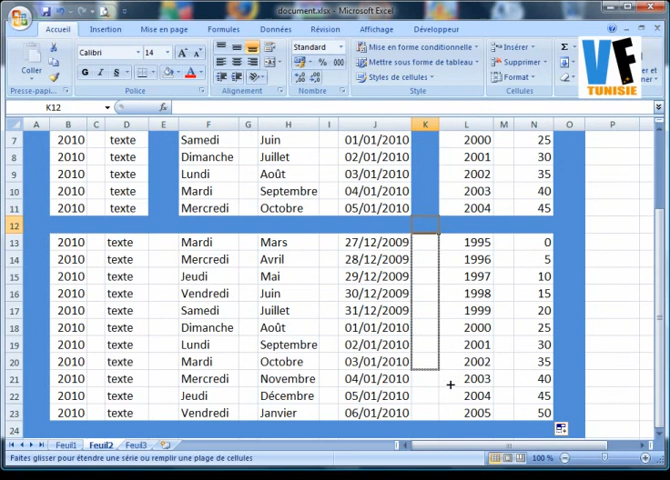 document.xlsx - Microsoft Excel
Accueil Insertion Mise en page Formules Données Révision Affichage Développeur
Coller
Calibri 14
G I S
Standard
% 000
Mise en forme conditionnelle
Mettre sous forme de tableau
Styles de cellules
Insérer
Supprimer
Format
Σ
VF
TUNISIE
Presse-pap... Police Alignement Nombre Style Cellules
K12 fx
A B C D E F G H I J K L M N O P
7 2010 texte Samedi Juin 01/01/2010 2000 25
8 2010 texte Dimanche Juillet 02/01/2010 2001 30
9 2010 texte Lundi Août 03/01/2010 2002 35
10 2010 texte Mardi Septembre 04/01/2010 2003 40
11 2010 texte Mercredi Octobre 05/01/2010 2004 45
12
13 2010 texte Mardi Mars 27/12/2009 1995 0
14 2010 texte Mercredi Avril 28/12/2009 1996 5
15 2010 texte Jeudi Mai 29/12/2009 1997 10
16 2010 texte Vendredi Juin 30/12/2009 1998 15
17 2010 texte Samedi Juillet 31/12/2009 1999 20
18 2010 texte Dimanche Août 01/01/2010 2000 25
19 2010 texte Lundi Septembre 02/01/2010 2001 30
20 2010 texte Mardi Octobre 03/01/2010 2002 35
21 2010 texte Mercredi Novembre 04/01/2010 2003 40
22 2010 texte Jeudi Décembre 05/01/2010 2004 45
23 2010 texte Vendredi Janvier 06/01/2010 2005 50
24
Feuil1 Feuil2 Feuil3
Faites glisser pour étendre une série ou remplir une plage de cellules 100 %